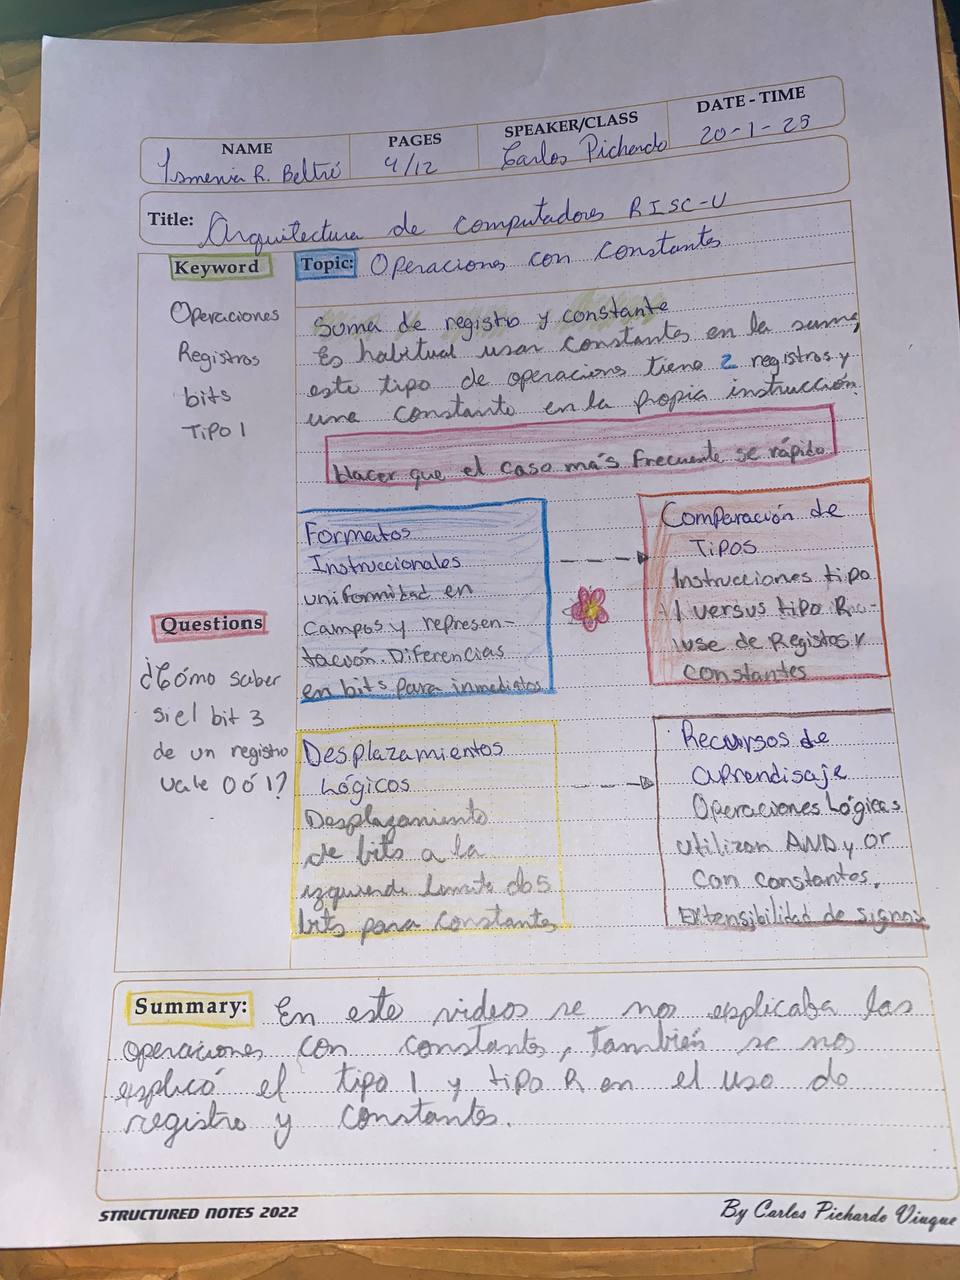 NAME
PAGES
SPEAKER/CLASS
DATE - TIME
Ismenia R. Beltré
4/12
Carlos Pichardo
20-1-25
Title: Arquitectura de computadores RISC-V
Keyword
Operaciones
Registros
bits
Tipo I
Topic: Operaciones con constantes
Suma de registro y constante
Es habitual usar constantes en la suma,
este tipo de operacions tiene 2 registros y
una constante en la propia instrucción.
Hacer que el caso más frecuente se rápido
Formatos
Instruccionales
uniformidad en
campos y represen-
tación. Diferencias
en bits para inmediatos
Comparación de
Tipos
Instrucciones tipo
I versus tipo R
use de Registos y
constantes
Questions
¿Cómo saber
si el bit 3
de un registro
vale 0 ó 1?
Desplazamientos
Lógicos
Desplazamiento
de bits a la
izquierda limite d 5
bits para constantes
Recursos de
aprendisaje
Operaciones Lógicas
utilizan AND y or
con constantes.
Extensibilidad de signos
Summary: En este videos se nos explicaba las
operaciones con constante, También se nos
explicó el tipo I y tipo R en el uso de
registro y constantes.
STRUCTURED NOTES 2022
By Carlos Pichardo Viuque